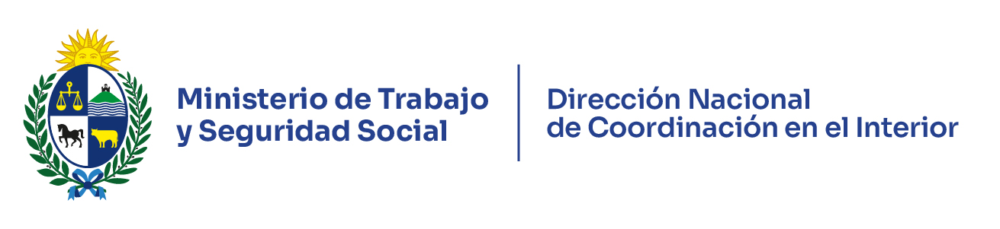 Ministerio de Trabajo
y Seguridad Social
Dirección Nacional
de Coordinación en el Interior